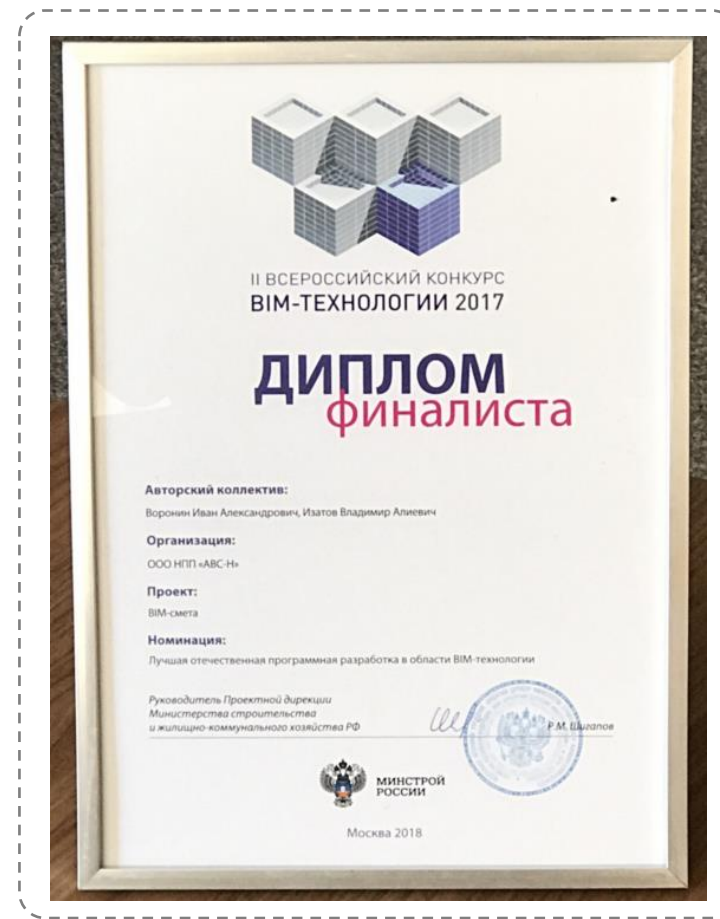 II ВСЕРОССИЙСКИЙ КОНКУРС
BIM-ТЕХНОЛОГИИ 2017
ДИПЛОМ
финалиста
Авторский коллектив:
Воронин Иван Александрович, Изатов Владимир Алиевич
Организация:
ООО НПП «АВС-Н»
Проект:
BIM-смета
Номинация:
Лучшая отечественная программная разработка в области BIM-технологии
Руководитель Проектной дирекции
Министерства строительства
и жилищно-коммунального хозяйства РФ
Р.М. Шигапов
МИНСТРОЙ
РОССИИ
Москва 2018